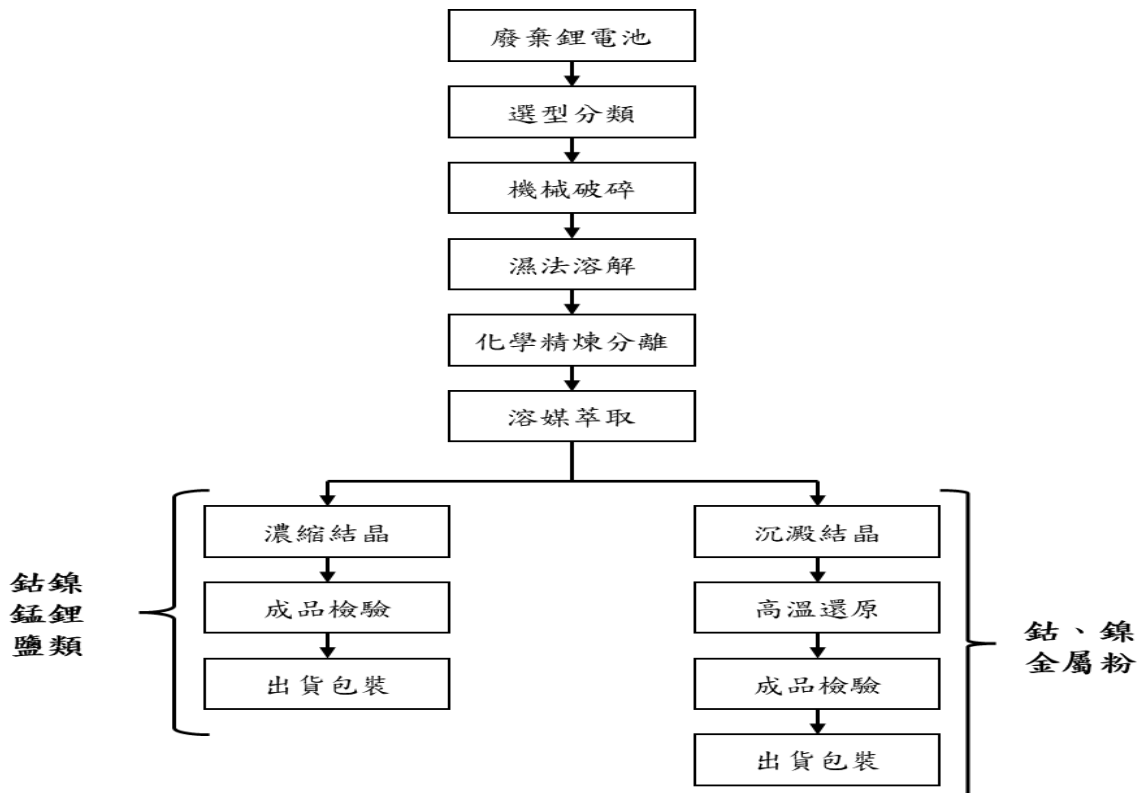 廢棄鋰電池
選型分類
機械破碎
濕法溶解
化學精煉分離
溶媒萃取
濃縮結晶
成品檢驗
出貨包裝
鈷鎳
錳鋰
鹽類
沉澱結晶
高溫還原
成品檢驗
出貨包裝
鈷、鎳
金屬粉